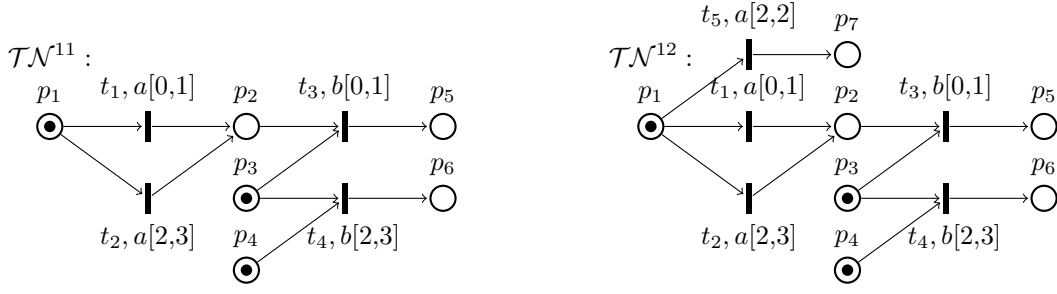 t₅, a[2,2] p₇
𝒯𝒩¹¹ : 𝒯𝒩¹² :
p₁ t₁, a[0,1] p₂ t₃, b[0,1] p₅ p₁ t₁, a[0,1] p₂ t₃, b[0,1] p₅
p₃ p₆ p₃ p₆
t₂, a[2,3] p₄ t₄, b[2,3] t₂, a[2,3] p₄ t₄, b[2,3]